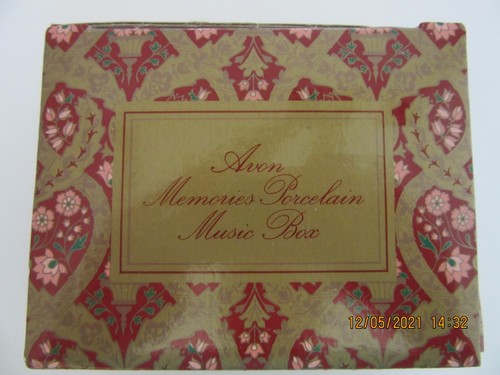 Avon
Memories Porcelain
Music Box
12/05/2021 14:32